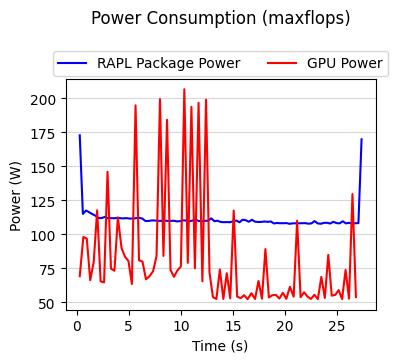 Power Consumption (maxflops)
RAPL Package Power GPU Power
200
175
150
125
100
75
50
Power (W)
0 5 10 15 20 25
Time (s)